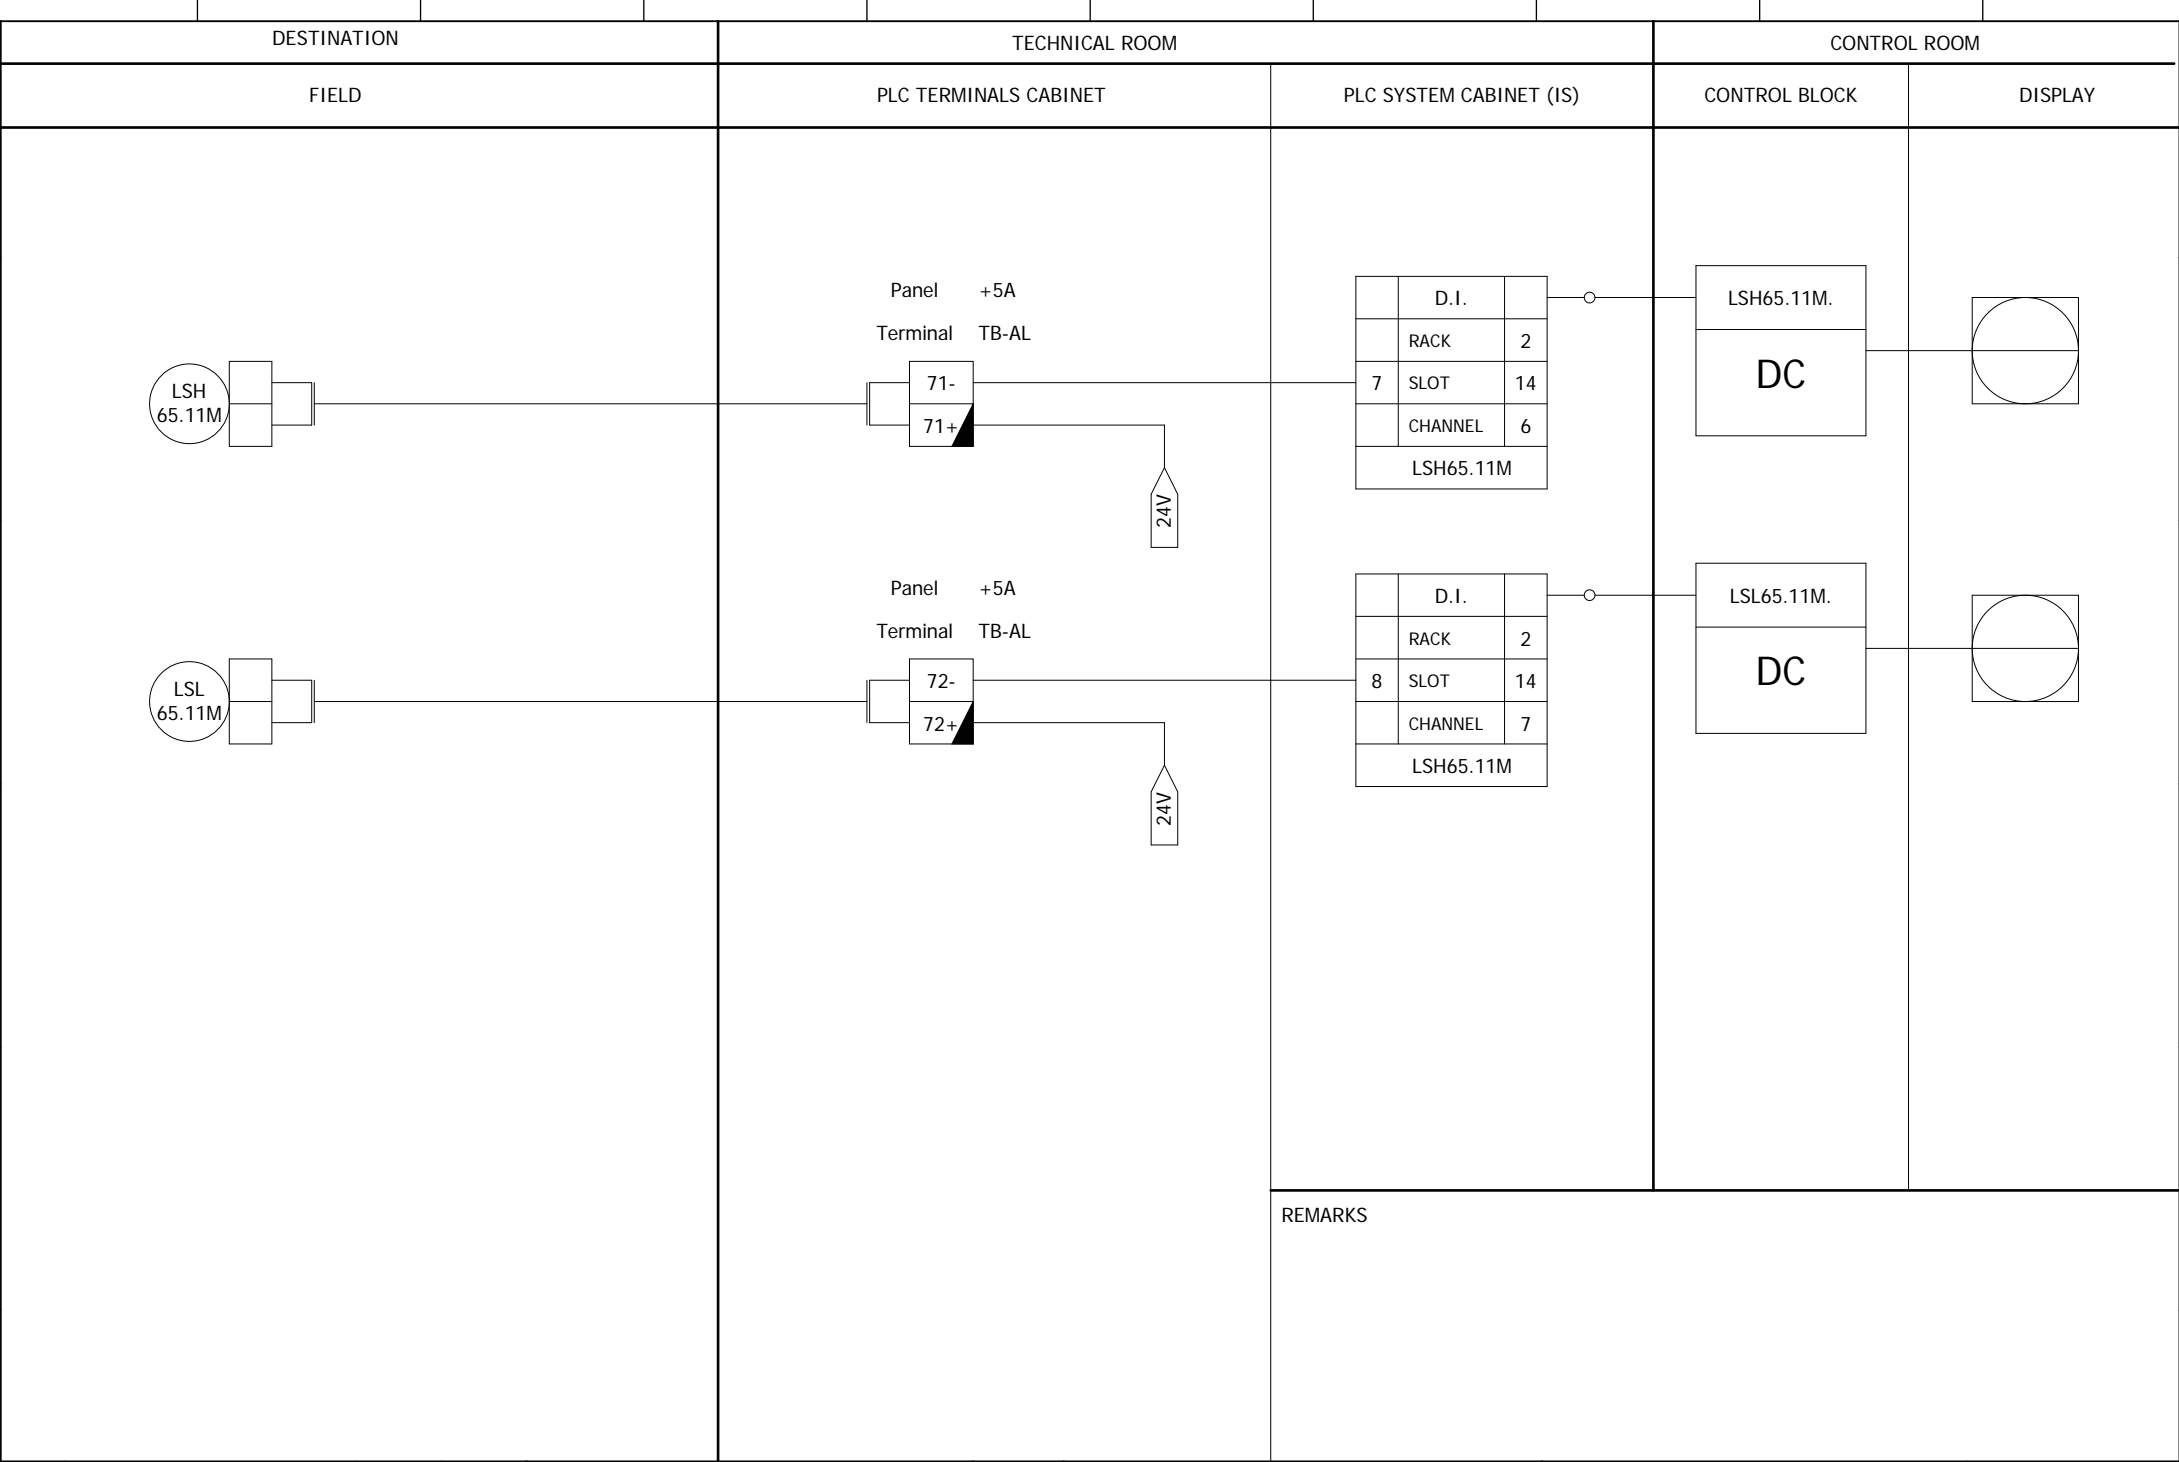 DESTINATION
TECHNICAL ROOM
CONTROL ROOM
FIELD
PLC TERMINALS CABINET
PLC SYSTEM CABINET (IS)
CONTROL BLOCK
DISPLAY
Panel +5A
Terminal TB-AL
LSH
65.11M
71-
71+
24V
D.I.
RACK 2
7 SLOT 14
CHANNEL 6
LSH65.11M
LSH65.11M.
DC
Panel +5A
Terminal TB-AL
LSL
65.11M
72-
72+
24V
D.I.
RACK 2
8 SLOT 14
CHANNEL 7
LSH65.11M
LSL65.11M.
DC
REMARKS